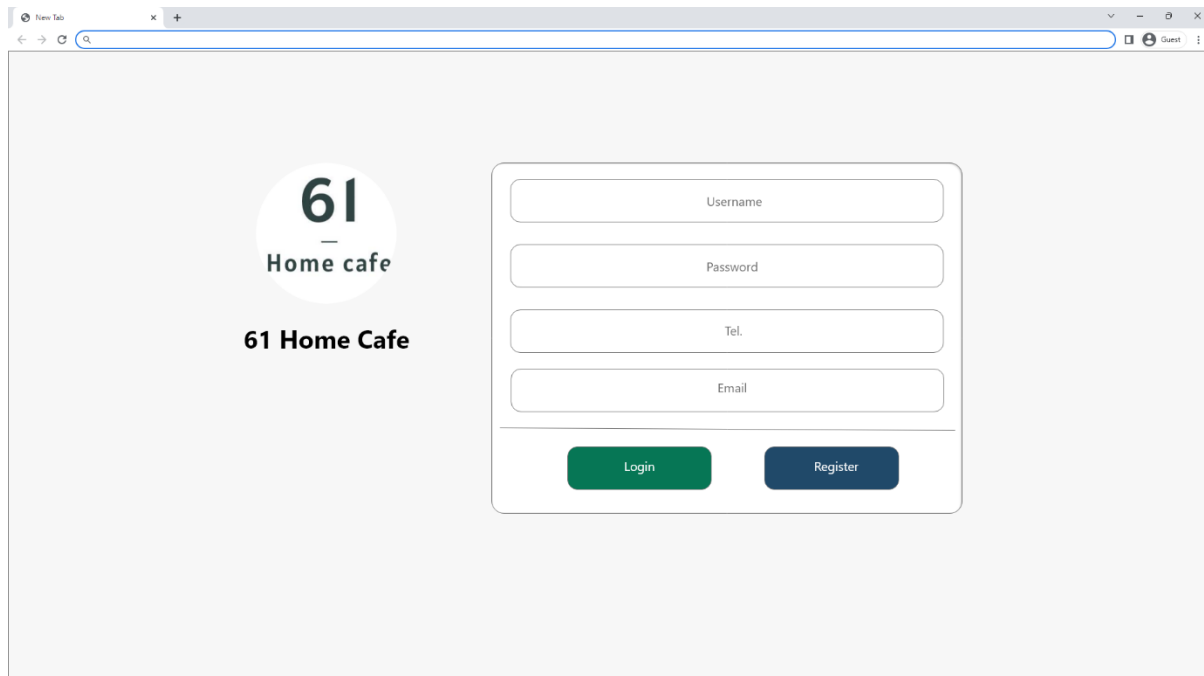 New Tab
Guest
61
Home cafe
61 Home Cafe
Username
Password
Tel.
Email
Login
Register